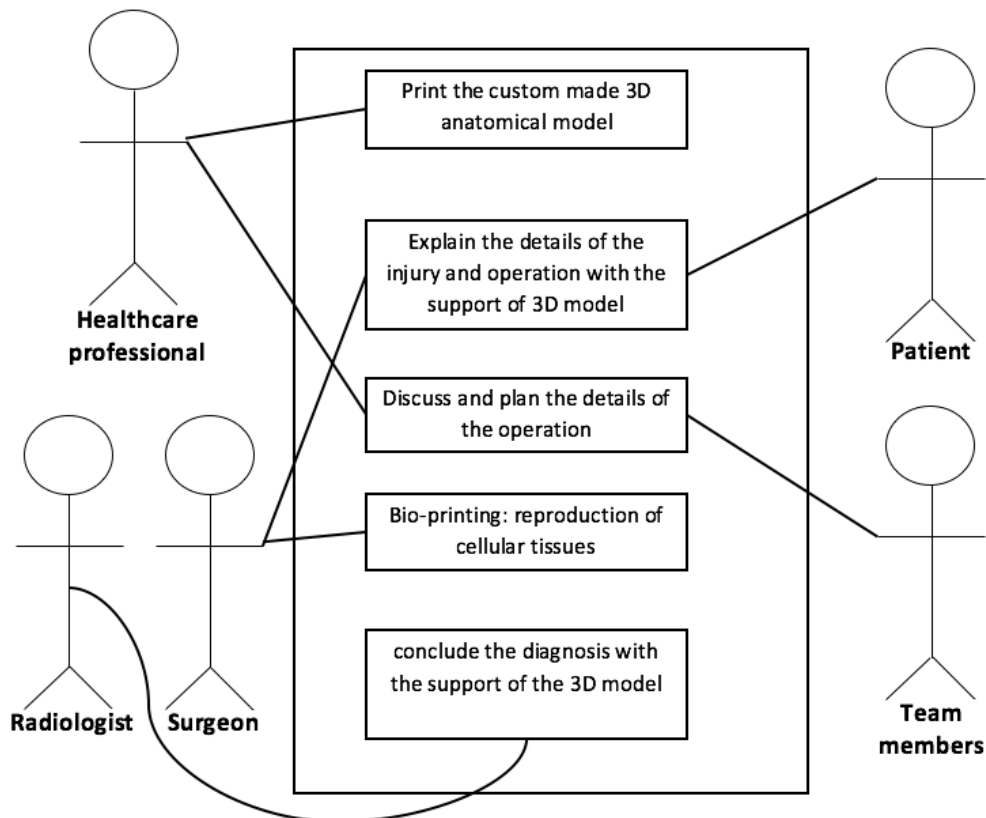 Print the custom made 3D
anatomical model
Explain the details of the
injury and operation with the
support of 3D model
Healthcare
professional
Patient
Discuss and plan the details of
the operation
Bio-printing: reproduction of
cellular tissues
conclude the diagnosis with
the support of the 3D model
Radiologist
Surgeon
Team
members